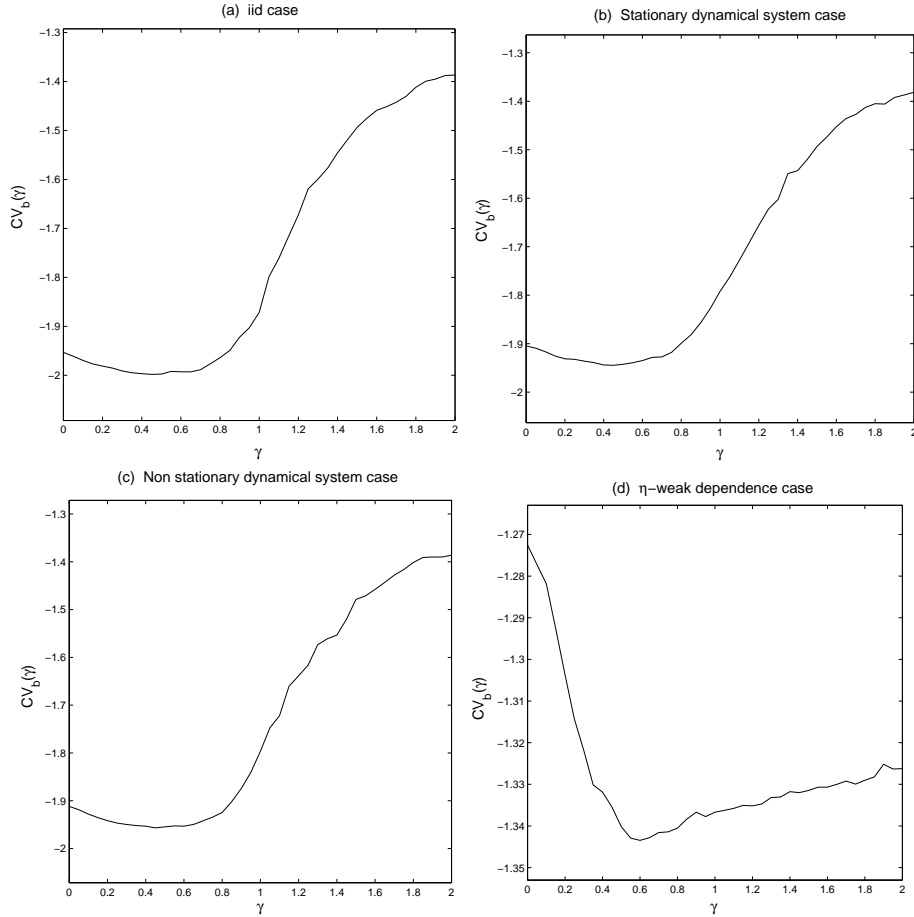 (a) iid case
−1.3
−1.4
−1.5
−1.6
−1.7
−1.8
−1.9
−2
CV_b(γ)
0 0.2 0.4 0.6 0.8 1 1.2 1.4 1.6 1.8 2
γ
(b) Stationary dynamical system case
−1.3
−1.4
−1.5
−1.6
−1.7
−1.8
−1.9
−2
CV_b(γ)
0 0.2 0.4 0.6 0.8 1 1.2 1.4 1.6 1.8 2
γ
(c) Non stationary dynamical system case
−1.3
−1.4
−1.5
−1.6
−1.7
−1.8
−1.9
−2
CV_b(γ)
0 0.2 0.4 0.6 0.8 1 1.2 1.4 1.6 1.8 2
γ
(d) η−weak dependence case
−1.27
−1.28
−1.29
−1.3
−1.31
−1.32
−1.33
−1.34
−1.35
CV_b(γ)
0 0.2 0.4 0.6 0.8 1 1.2 1.4 1.6 1.8 2
γ